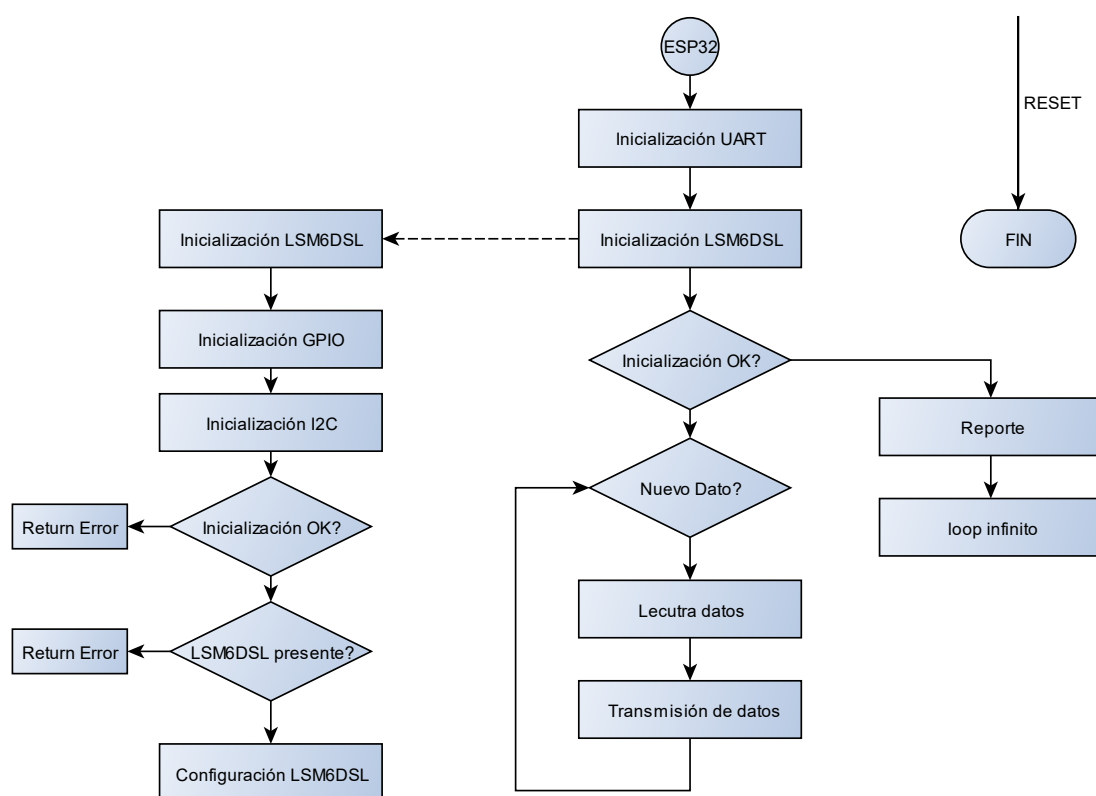 ESP32
RESET
Inicialización UART
Inicialización LSM6DSL
Inicialización LSM6DSL
FIN
Inicialización GPIO
Inicialización OK?
Inicialización I2C
Reporte
Nuevo Dato?
Return Error
Inicialización OK?
loop infinito
Lecutra datos
Return Error
LSM6DSL presente?
Transmisión de datos
Configuración LSM6DSL